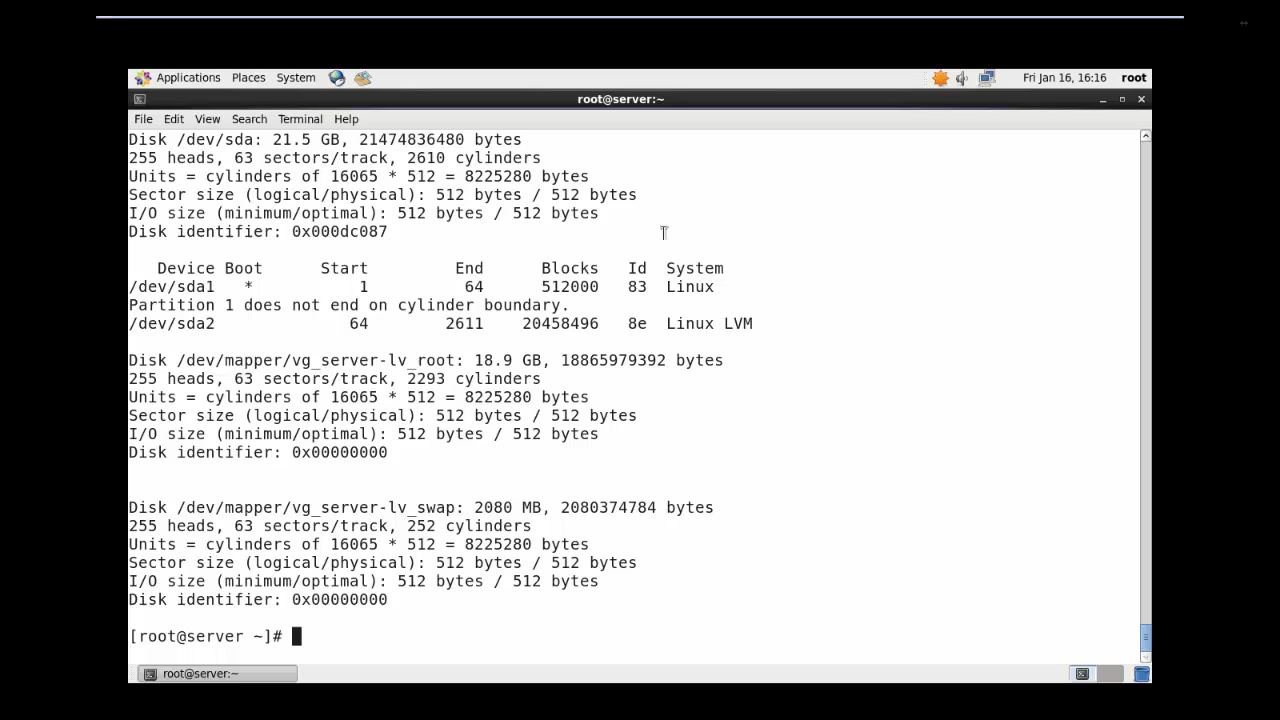 Applications Places System Fri Jan 16, 16:16 root
root@server:~
File Edit View Search Terminal Help
Disk /dev/sda: 21.5 GB, 21474836480 bytes
255 heads, 63 sectors/track, 2610 cylinders
Units = cylinders of 16065 * 512 = 8225280 bytes
Sector size (logical/physical): 512 bytes / 512 bytes
I/O size (minimum/optimal): 512 bytes / 512 bytes
Disk identifier: 0x000dc087
Device Boot Start End Blocks Id System
/dev/sda1 * 1 64 512000 83 Linux
Partition 1 does not end on cylinder boundary.
/dev/sda2 64 2611 20458496 8e Linux LVM
Disk /dev/mapper/vg_server-lv_root: 18.9 GB, 18865979392 bytes
255 heads, 63 sectors/track, 2293 cylinders
Units = cylinders of 16065 * 512 = 8225280 bytes
Sector size (logical/physical): 512 bytes / 512 bytes
I/O size (minimum/optimal): 512 bytes / 512 bytes
Disk identifier: 0x00000000
Disk /dev/mapper/vg_server-lv_swap: 2080 MB, 2080374784 bytes
255 heads, 63 sectors/track, 252 cylinders
Units = cylinders of 16065 * 512 = 8225280 bytes
Sector size (logical/physical): 512 bytes / 512 bytes
I/O size (minimum/optimal): 512 bytes / 512 bytes
Disk identifier: 0x00000000
[root@server ~]#
root@server:~